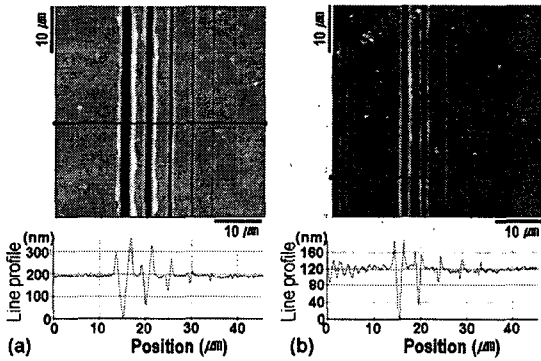 10 μm
10 μm
10 μm
10 μm
(nm)
300
200
100
0
Line profile
0 10 20 30 40
(a) Position (μm)
(nm)
160
120
80
40
0
Line profile
0 10 20 30 40
(b) Position (μm)